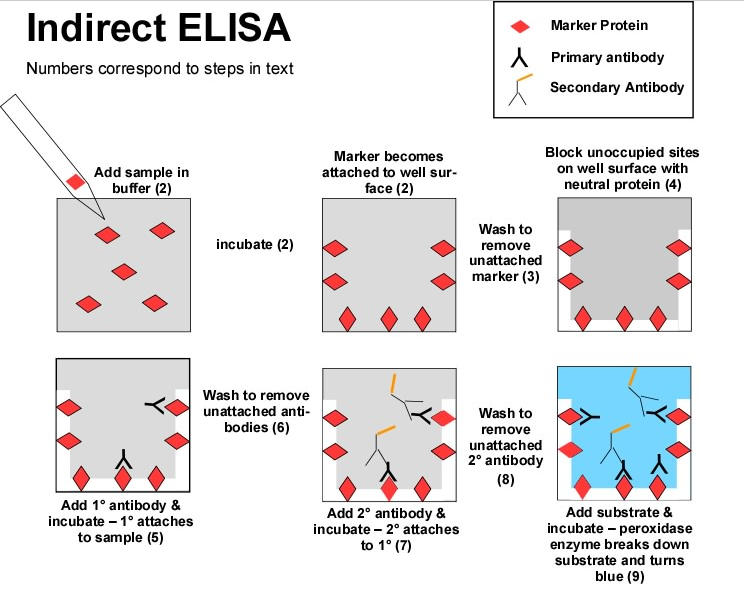 Indirect ELISA
Numbers correspond to steps in text
Marker Protein
Primary antibody
Secondary Antibody
Add sample in
buffer (2)
incubate (2)
Marker becomes
attached to well sur-
face (2)
Wash to
remove
unattached
marker (3)
Block unoccupied sites
on well surface with
neutral protein (4)
Add 1° antibody &
incubate – 1° attaches
to sample (5)
Wash to remove
unattached anti-
bodies (6)
Add 2° antibody &
incubate – 2° attaches
to 1° (7)
Wash to
remove
unattached
2° antibody
(8)
Add substrate &
incubate – peroxidase
enzyme breaks down
substrate and turns
blue (9)